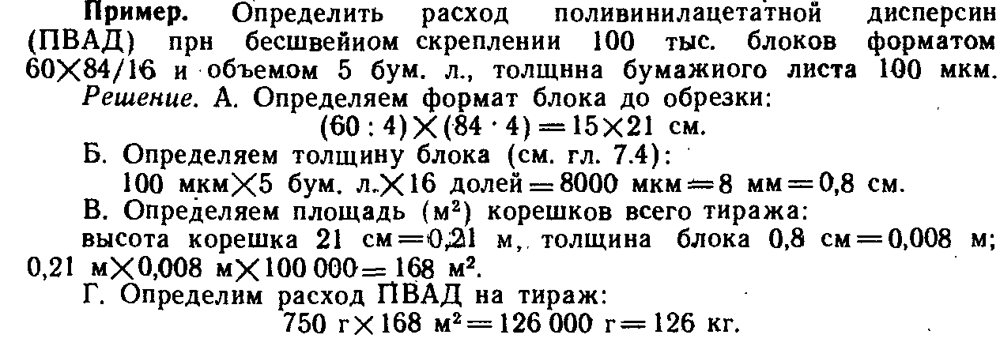 Пример. Определить расход поливинилацетатной дисперсин
(ПВАД) прн бесшвейиом скреплении 100 тыс. блоков форматом
60×84/16 и объемом 5 бум. л., толщнна бумажиого листа 100 мкм.
Решение. А. Определяем формат блока до обрезки:
(60 : 4)×(84 · 4)=15×21 см.
Б. Определяем толщину блока (см. гл. 7.4):
100 мкм×5 бум. л.×16 долей=8000 мкм=8 мм=0,8 см.
В. Определяем площадь (м²) корешков всего тиража:
высота корешка 21 см=0,21 м, толщина блока 0,8 см=0,008 м;
0,21 м×0,008 м×100 000= 168 м².
Г. Определим расход ПВАД на тираж:
750 г×168 м²=126 000 г=126 кг.